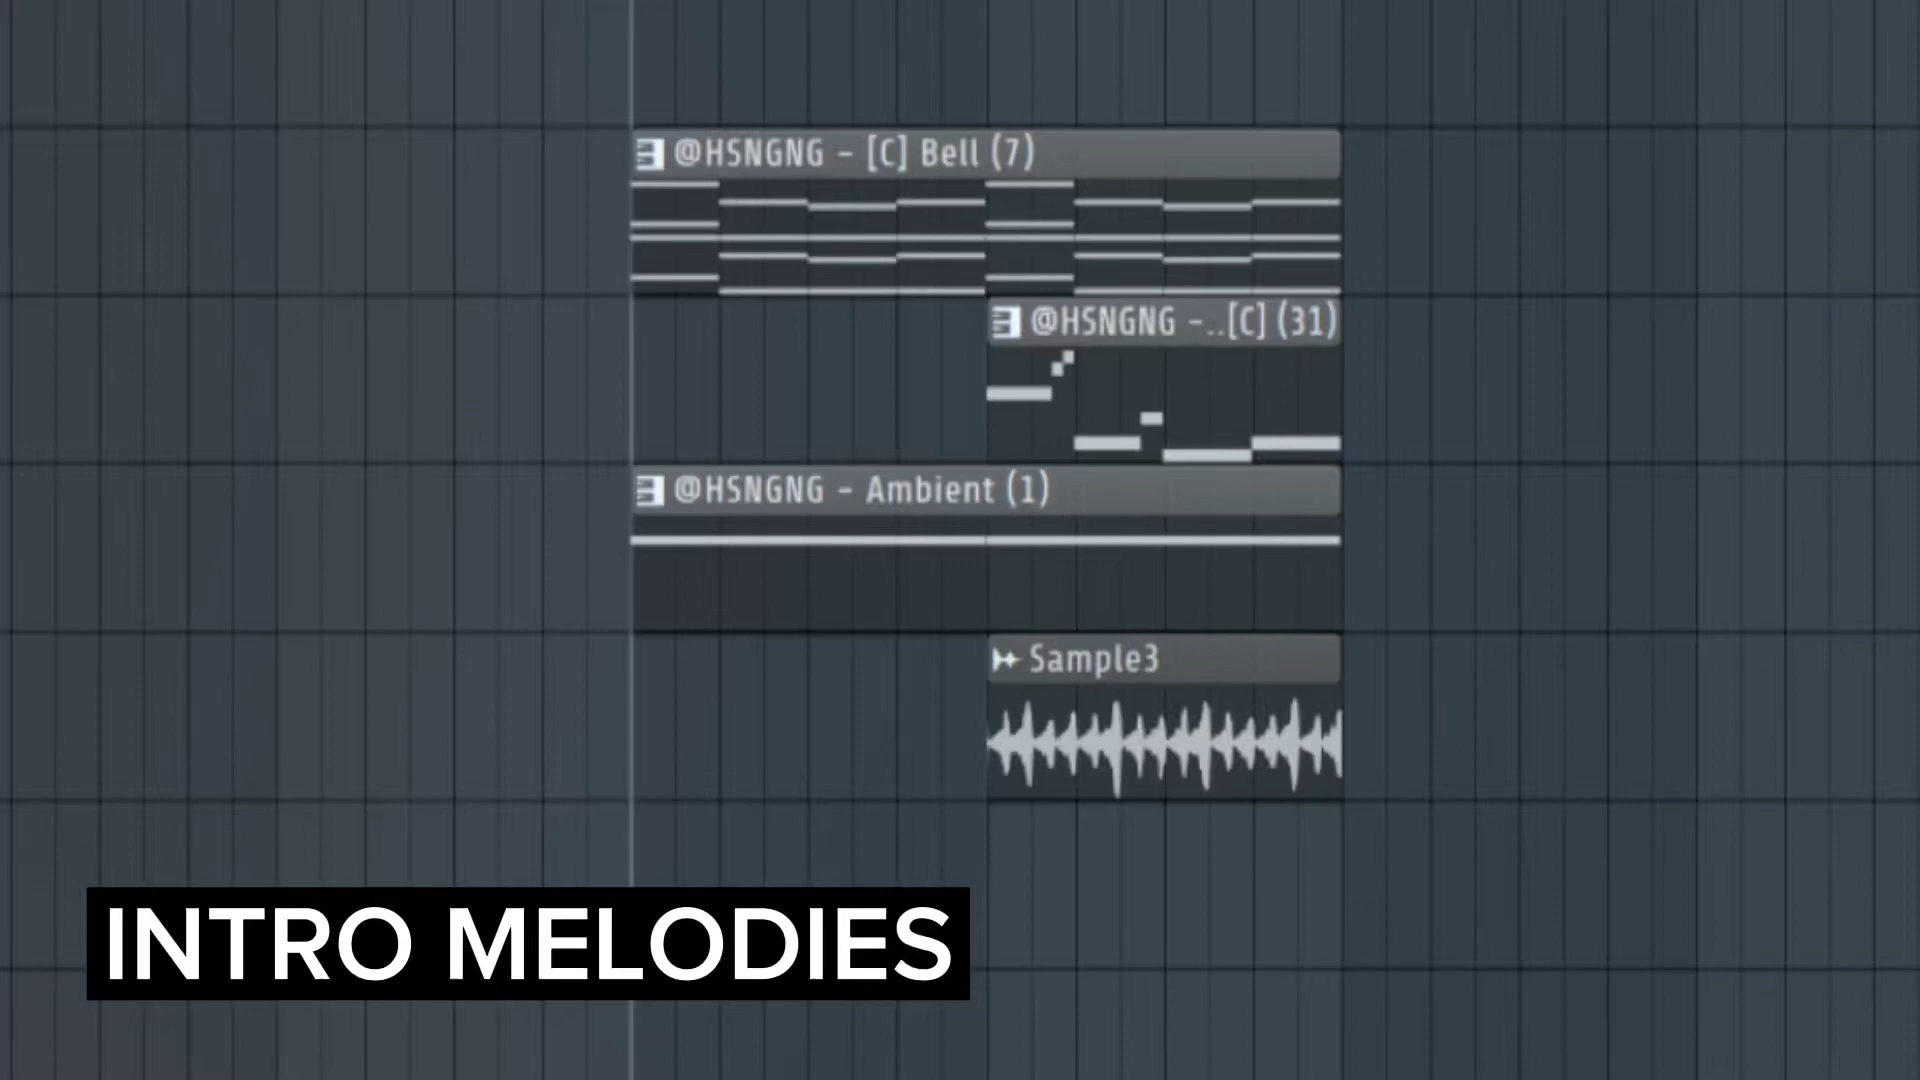 @HSNGNG - [C] Bell (7)
@HSNGNG -..[C] (31)
@HSNGNG - Ambient (1)
Sample3
INTRO MELODIES